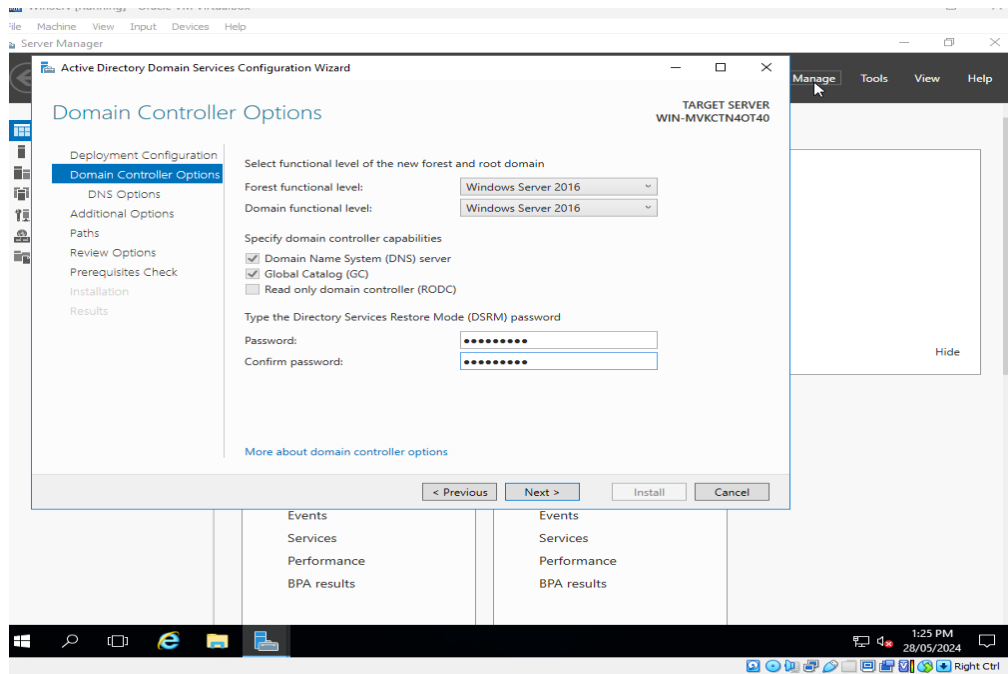 File Machine View Input Devices Help
Server Manager
Active Directory Domain Services Configuration Wizard
Manage Tools View Help
Domain Controller Options
TARGET SERVER
WIN-MVKCTN4OT40
Deployment Configuration
Domain Controller Options
DNS Options
Additional Options
Paths
Review Options
Prerequisites Check
Installation
Results
Select functional level of the new forest and root domain
Forest functional level: Windows Server 2016
Domain functional level: Windows Server 2016
Specify domain controller capabilities
Domain Name System (DNS) server
Global Catalog (GC)
Read only domain controller (RODC)
Type the Directory Services Restore Mode (DSRM) password
Password: •••••••••
Confirm password: •••••••••
More about domain controller options
Hide
< Previous Next > Install Cancel
Events Events
Services Services
Performance Performance
BPA results BPA results
1:25 PM
28/05/2024
Right Ctrl